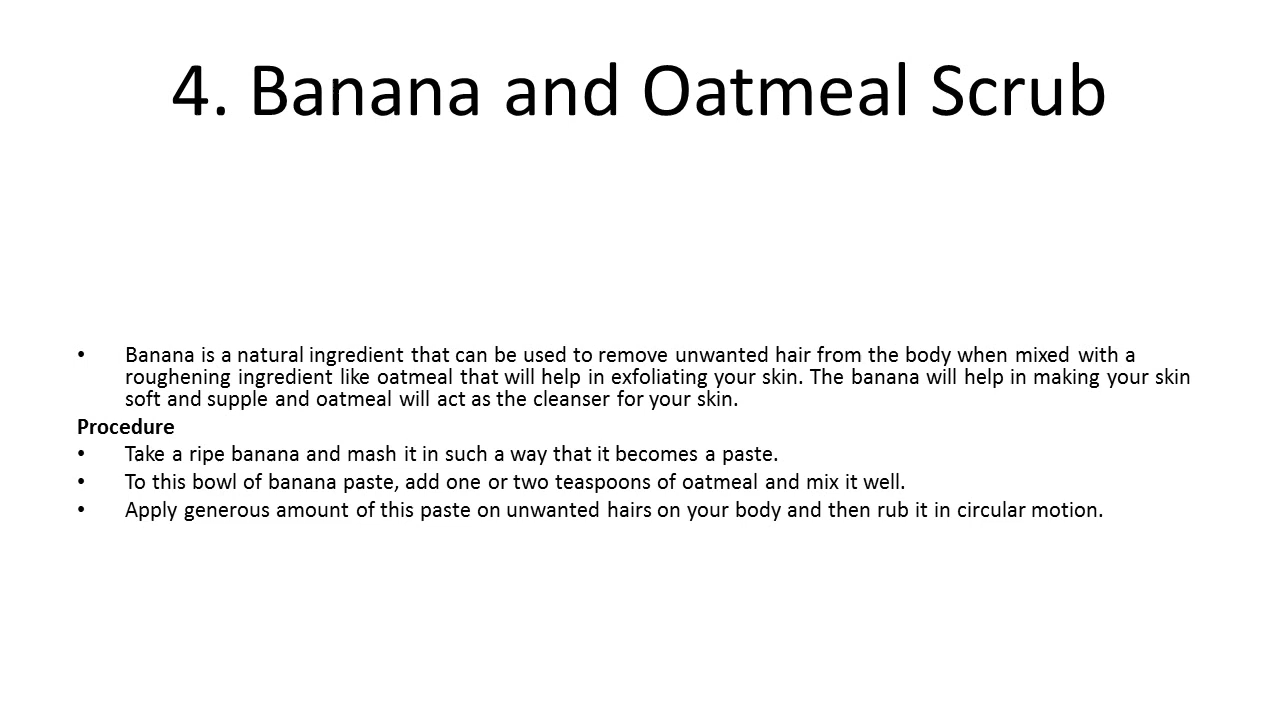 4. Banana and Oatmeal Scrub
• Banana is a natural ingredient that can be used to remove unwanted hair from the body when mixed with a
roughening ingredient like oatmeal that will help in exfoliating your skin. The banana will help in making your skin
soft and supple and oatmeal will act as the cleanser for your skin.
Procedure
• Take a ripe banana and mash it in such a way that it becomes a paste.
• To this bowl of banana paste, add one or two teaspoons of oatmeal and mix it well.
• Apply generous amount of this paste on unwanted hairs on your body and then rub it in circular motion.